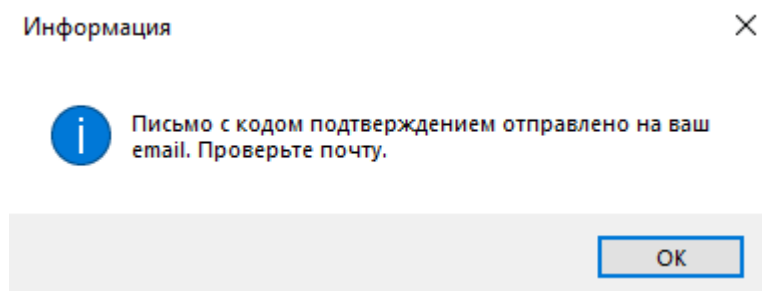 Информация
Письмо с кодом подтверждением отправлено на ваш
email. Проверьте почту.
OK